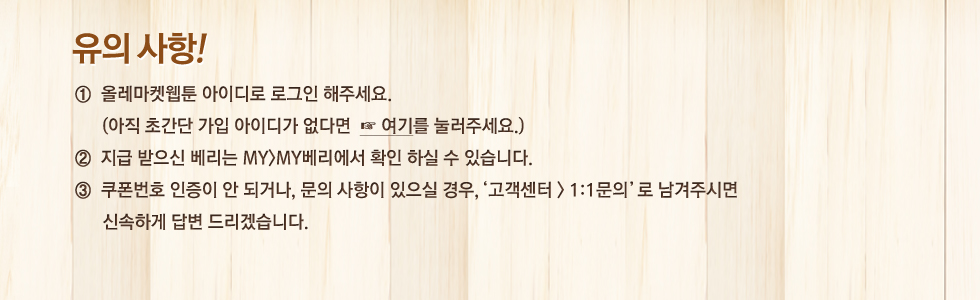 유의 사항!
① 올레마켓웹툰 아이디로 로그인 해주세요.
(아직 초간단 가입 아이디가 없다면 ☞ 여기를 눌러주세요.)
② 지급 받으신 베리는 MY>MY베리에서 확인 하실 수 있습니다.
③ 쿠폰번호 인증이 안 되거나, 문의 사항이 있으실 경우, ‘고객센터 > 1:1문의’ 로 남겨주시면
신속하게 답변 드리겠습니다.